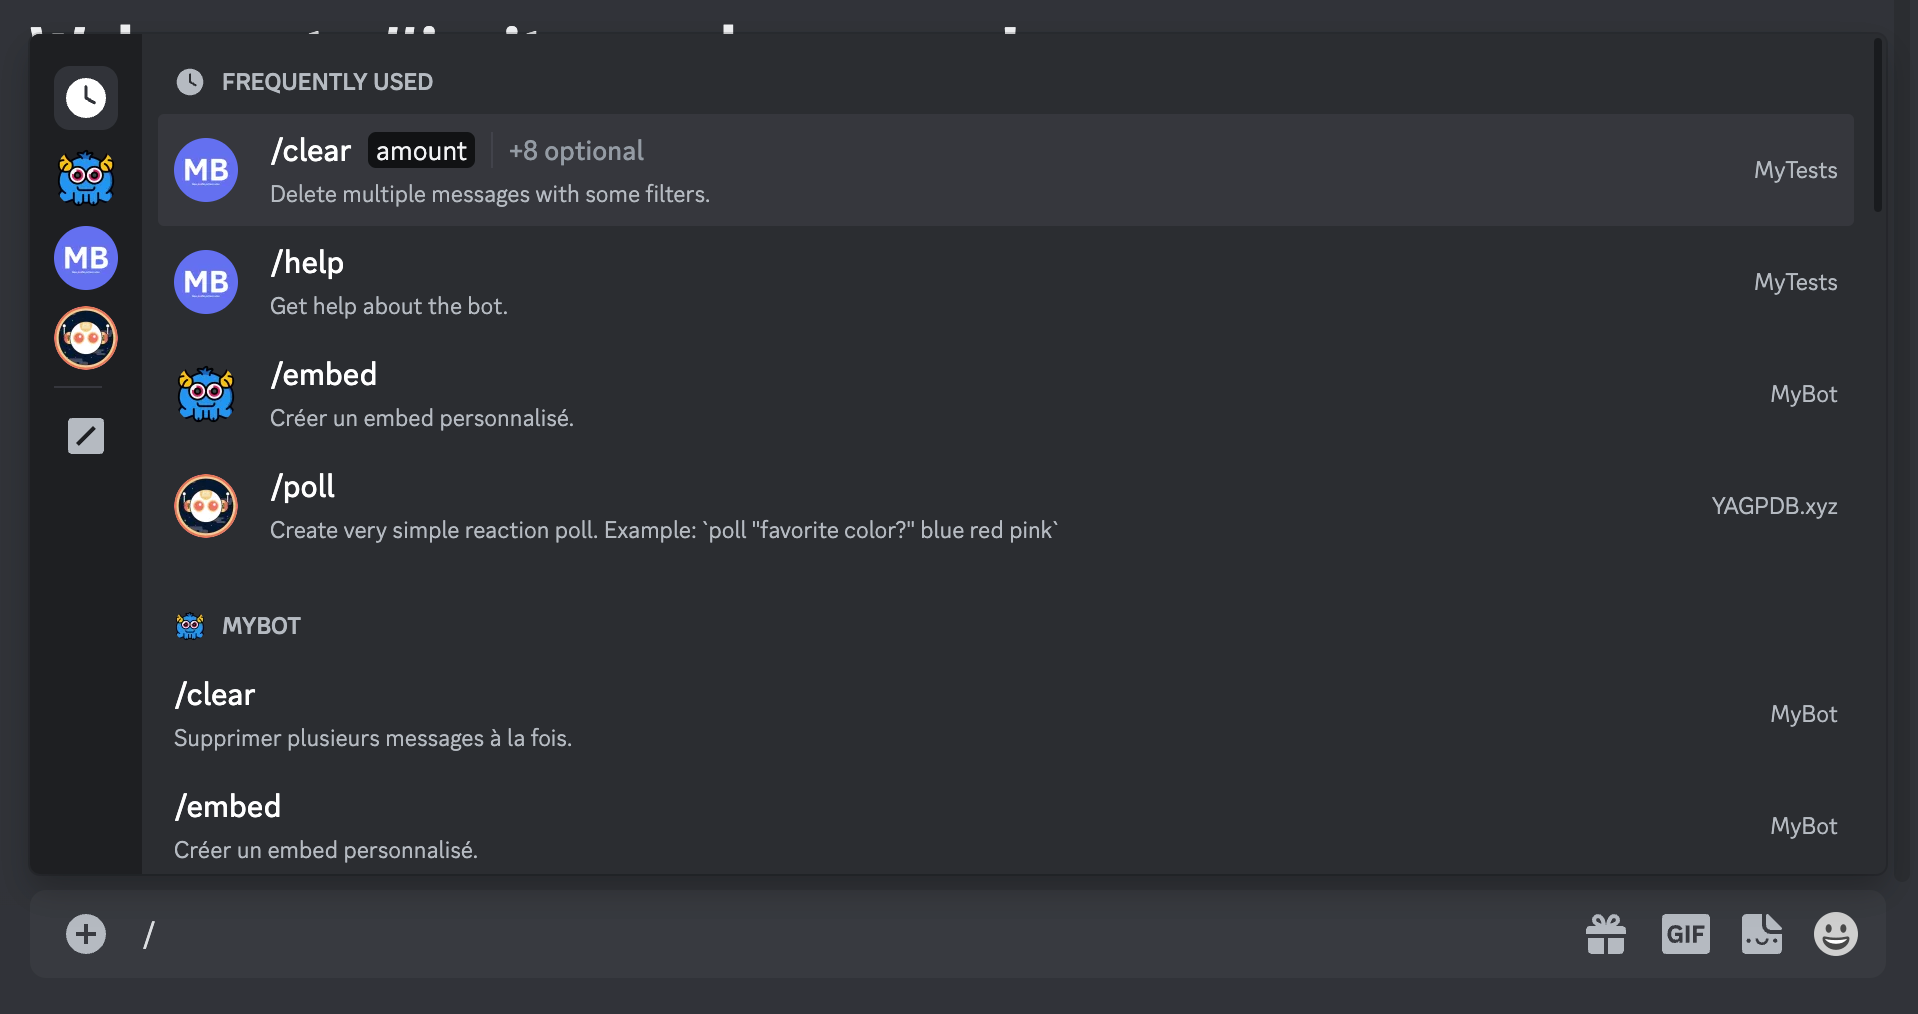 FREQUENTLY USED
MB
/clear amount +8 optional
MyTests
Delete multiple messages with some filters.
MB
MB
/help
MyTests
Get help about the bot.
/embed
MyBot
Créer un embed personnalisé.
/poll
YAGPDB.xyz
Create very simple reaction poll. Example: `poll "favorite color?" blue red pink`
MYBOT
/clear
MyBot
Supprimer plusieurs messages à la fois.
/embed
MyBot
Créer un embed personnalisé.
/
GIF